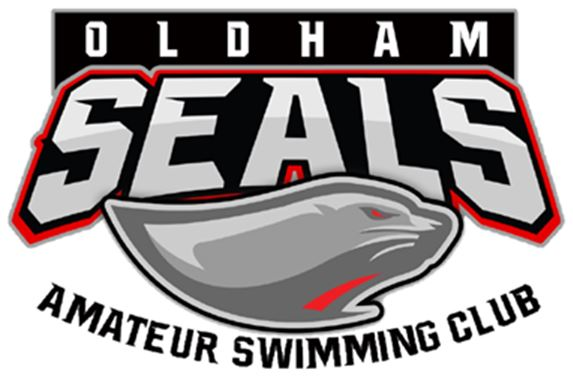 OLDHAM
SEALS
AMATEUR SWIMMING CLUB